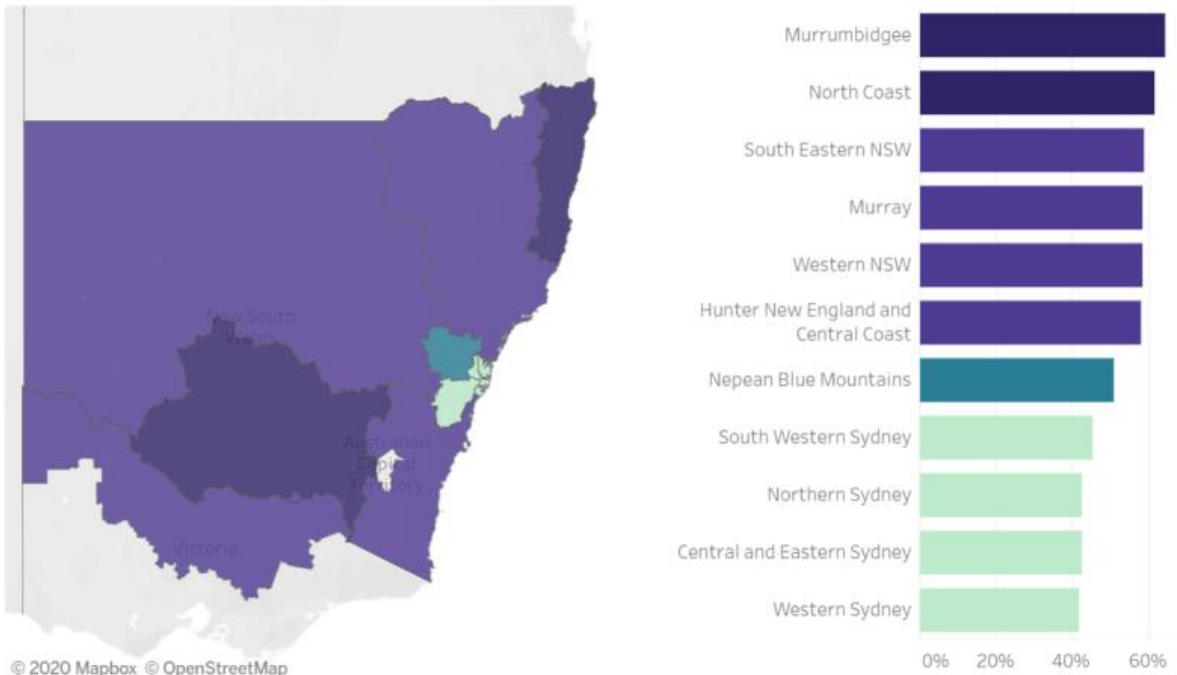 New South
Wales
Australian
Capital
Territory
Victoria
© 2020 Mapbox © OpenStreetMap
Murrumbidgee
North Coast
South Eastern NSW
Murray
Western NSW
Hunter New England and
Central Coast
Nepean Blue Mountains
South Western Sydney
Northern Sydney
Central and Eastern Sydney
Western Sydney
0% 20% 40% 60%